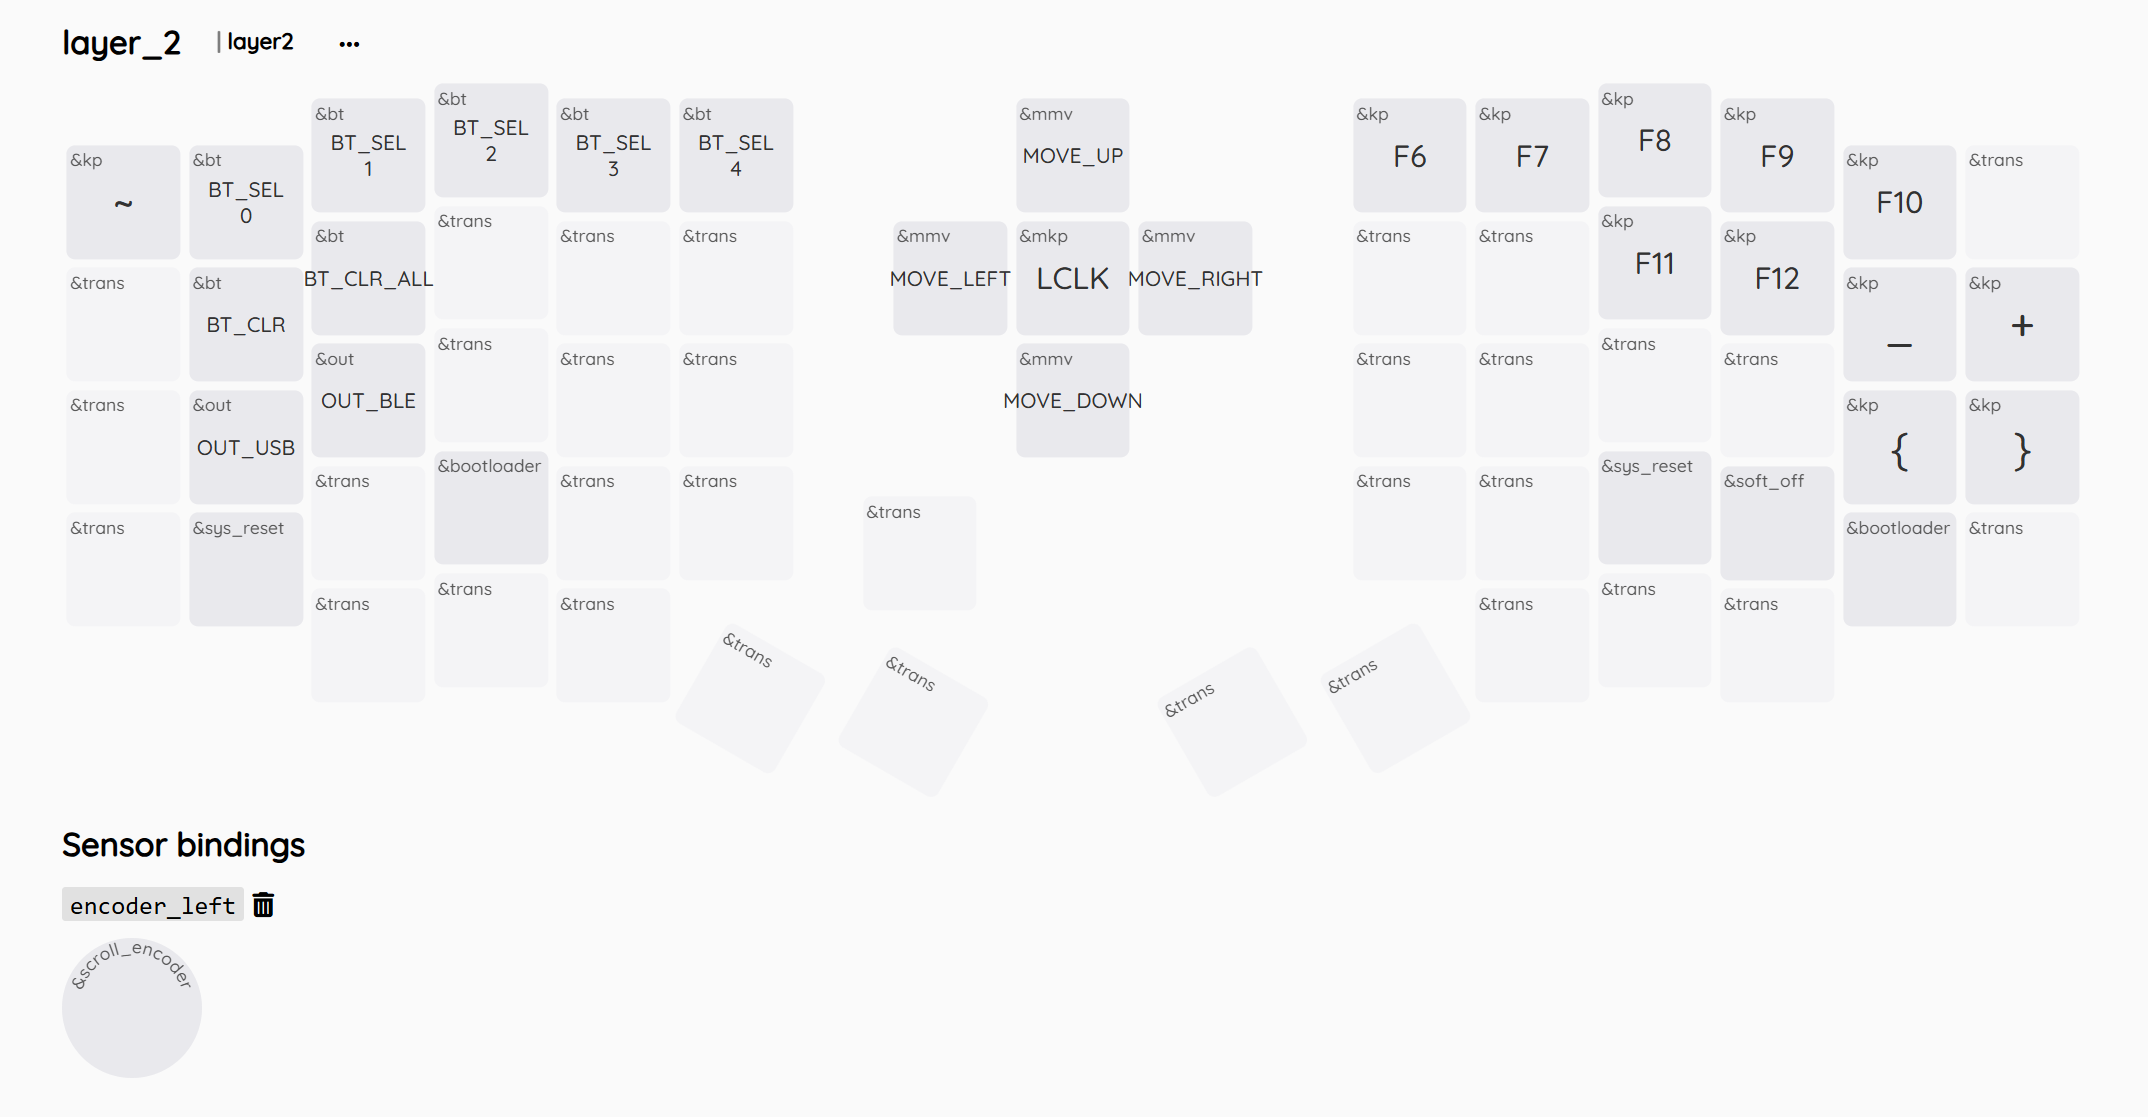 layer_2 | layer2 ...
&kp
~
&bt
BT_SEL
0
&bt
BT_SEL
1
&bt
BT_SEL
2
&bt
BT_SEL
3
&bt
BT_SEL
4
&mmv
MOVE_UP
&kp
F6
&kp
F7
&kp
F8
&kp
F9
&kp
F10
&trans
&trans
&bt
BT_CLR
&bt
BT_CLR_ALL
&trans
&trans
&trans
&mmv
MOVE_LEFT
&mkp
LCLK
&mmv
MOVE_RIGHT
&trans
&trans
&kp
F11
&kp
F12
&kp
_
&kp
+
&trans
&out
OUT_USB
&out
OUT_BLE
&trans
&trans
&trans
&mmv
MOVE_DOWN
&trans
&trans
&trans
&trans
&kp
{
&kp
}
&trans
&sys_reset
&trans
&bootloader
&trans
&trans
&trans
&trans
&trans
&sys_reset
&soft_off
&bootloader
&trans
&trans
&trans
&trans
&trans
&trans
&trans
&trans
&trans
&trans
&trans
Sensor bindings
encoder_left
&scroll_encoder